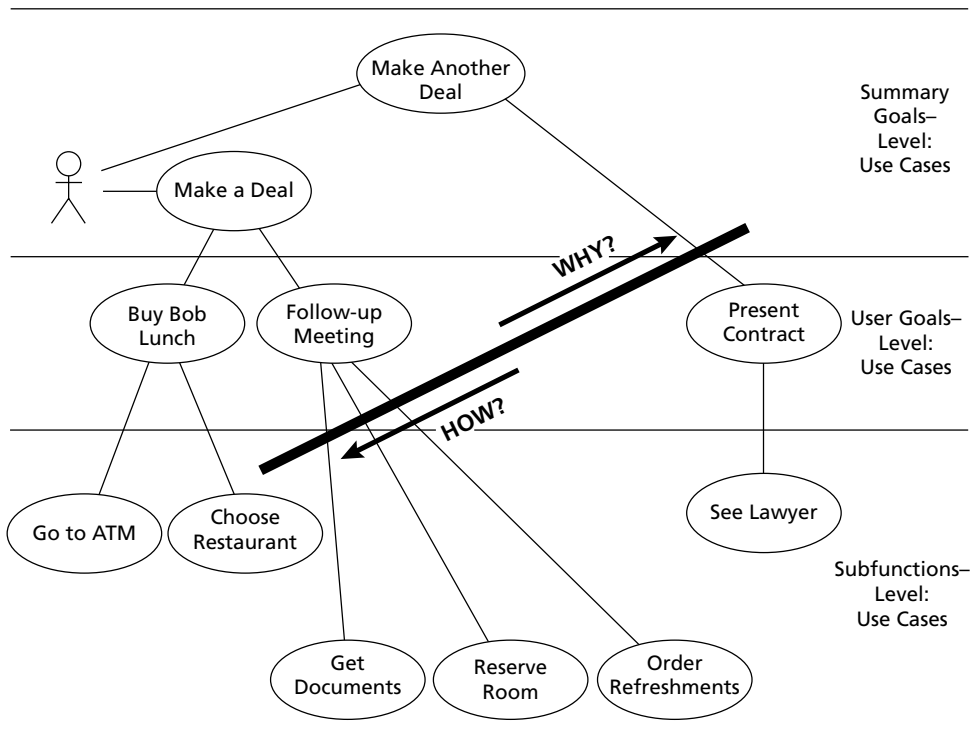 Make Another
Deal
Summary
Goals–
Level:
Use Cases
Make a Deal
WHY?
Buy Bob
Lunch
Follow-up
Meeting
Present
Contract
User Goals–
Level:
Use Cases
HOW?
Go to ATM
Choose
Restaurant
See Lawyer
Subfunctions–
Level:
Use Cases
Get
Documents
Reserve
Room
Order
Refreshments